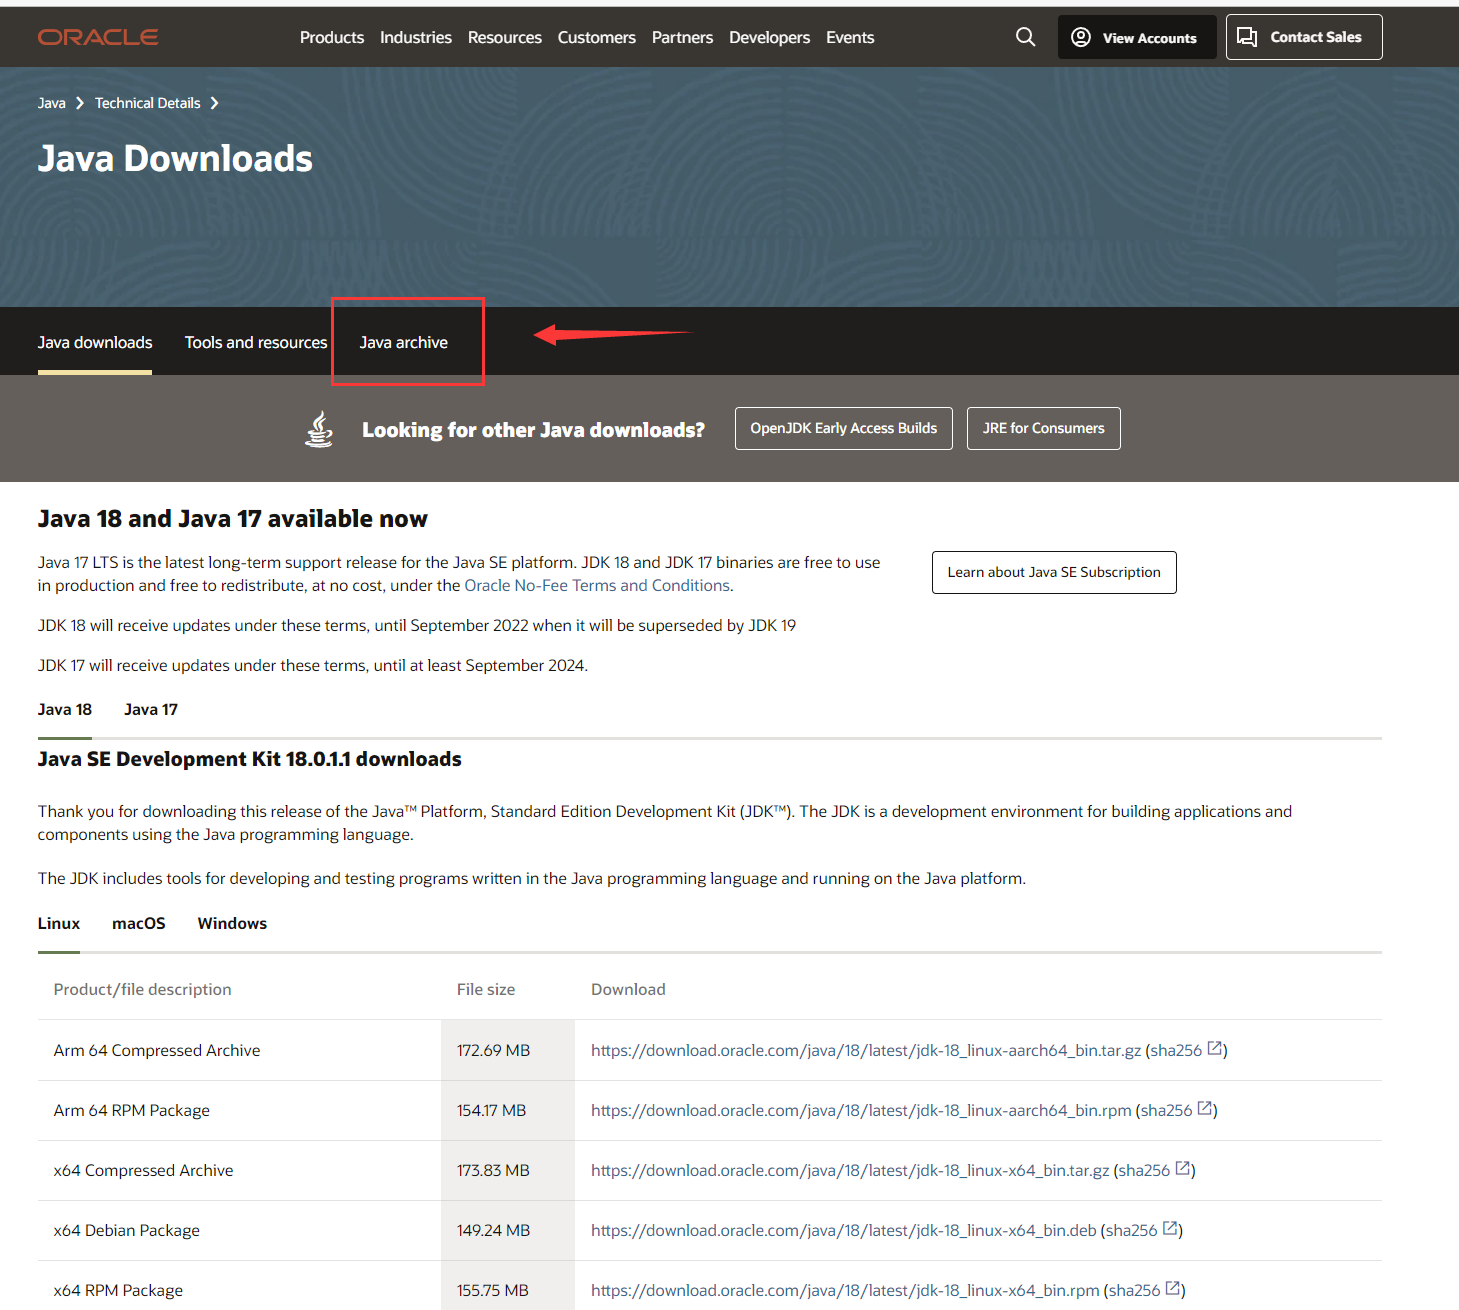 ORACLE
Products Industries Resources Customers Partners Developers Events
View Accounts
Contact Sales
Java Technical Details
Java Downloads
Java downloads Tools and resources Java archive
Looking for other Java downloads? OpenJDK Early Access Builds JRE for Consumers
Java 18 and Java 17 available now
Java 17 LTS is the latest long-term support release for the Java SE platform. JDK 18 and JDK 17 binaries are free to use
in production and free to redistribute, at no cost, under the Oracle No-Fee Terms and Conditions.
Learn about Java SE Subscription
JDK 18 will receive updates under these terms, until September 2022 when it will be superseded by JDK 19
JDK 17 will receive updates under these terms, until at least September 2024.
Java 18 Java 17
Java SE Development Kit 18.0.1.1 downloads
Thank you for downloading this release of the Java™ Platform, Standard Edition Development Kit (JDK™). The JDK is a development environment for building applications and
components using the Java programming language.
The JDK includes tools for developing and testing programs written in the Java programming language and running on the Java platform.
Linux macOS Windows
Product/file description File size Download
Arm 64 Compressed Archive 172.69 MB https://download.oracle.com/java/18/latest/jdk-18_linux-aarch64_bin.tar.gz (sha256)
Arm 64 RPM Package 154.17 MB https://download.oracle.com/java/18/latest/jdk-18_linux-aarch64_bin.rpm (sha256)
x64 Compressed Archive 173.83 MB https://download.oracle.com/java/18/latest/jdk-18_linux-x64_bin.tar.gz (sha256)
x64 Debian Package 149.24 MB https://download.oracle.com/java/18/latest/jdk-18_linux-x64_bin.deb (sha256)
x64 RPM Package 155.75 MB https://download.oracle.com/java/18/latest/jdk-18_linux-x64_bin.rpm (sha256)